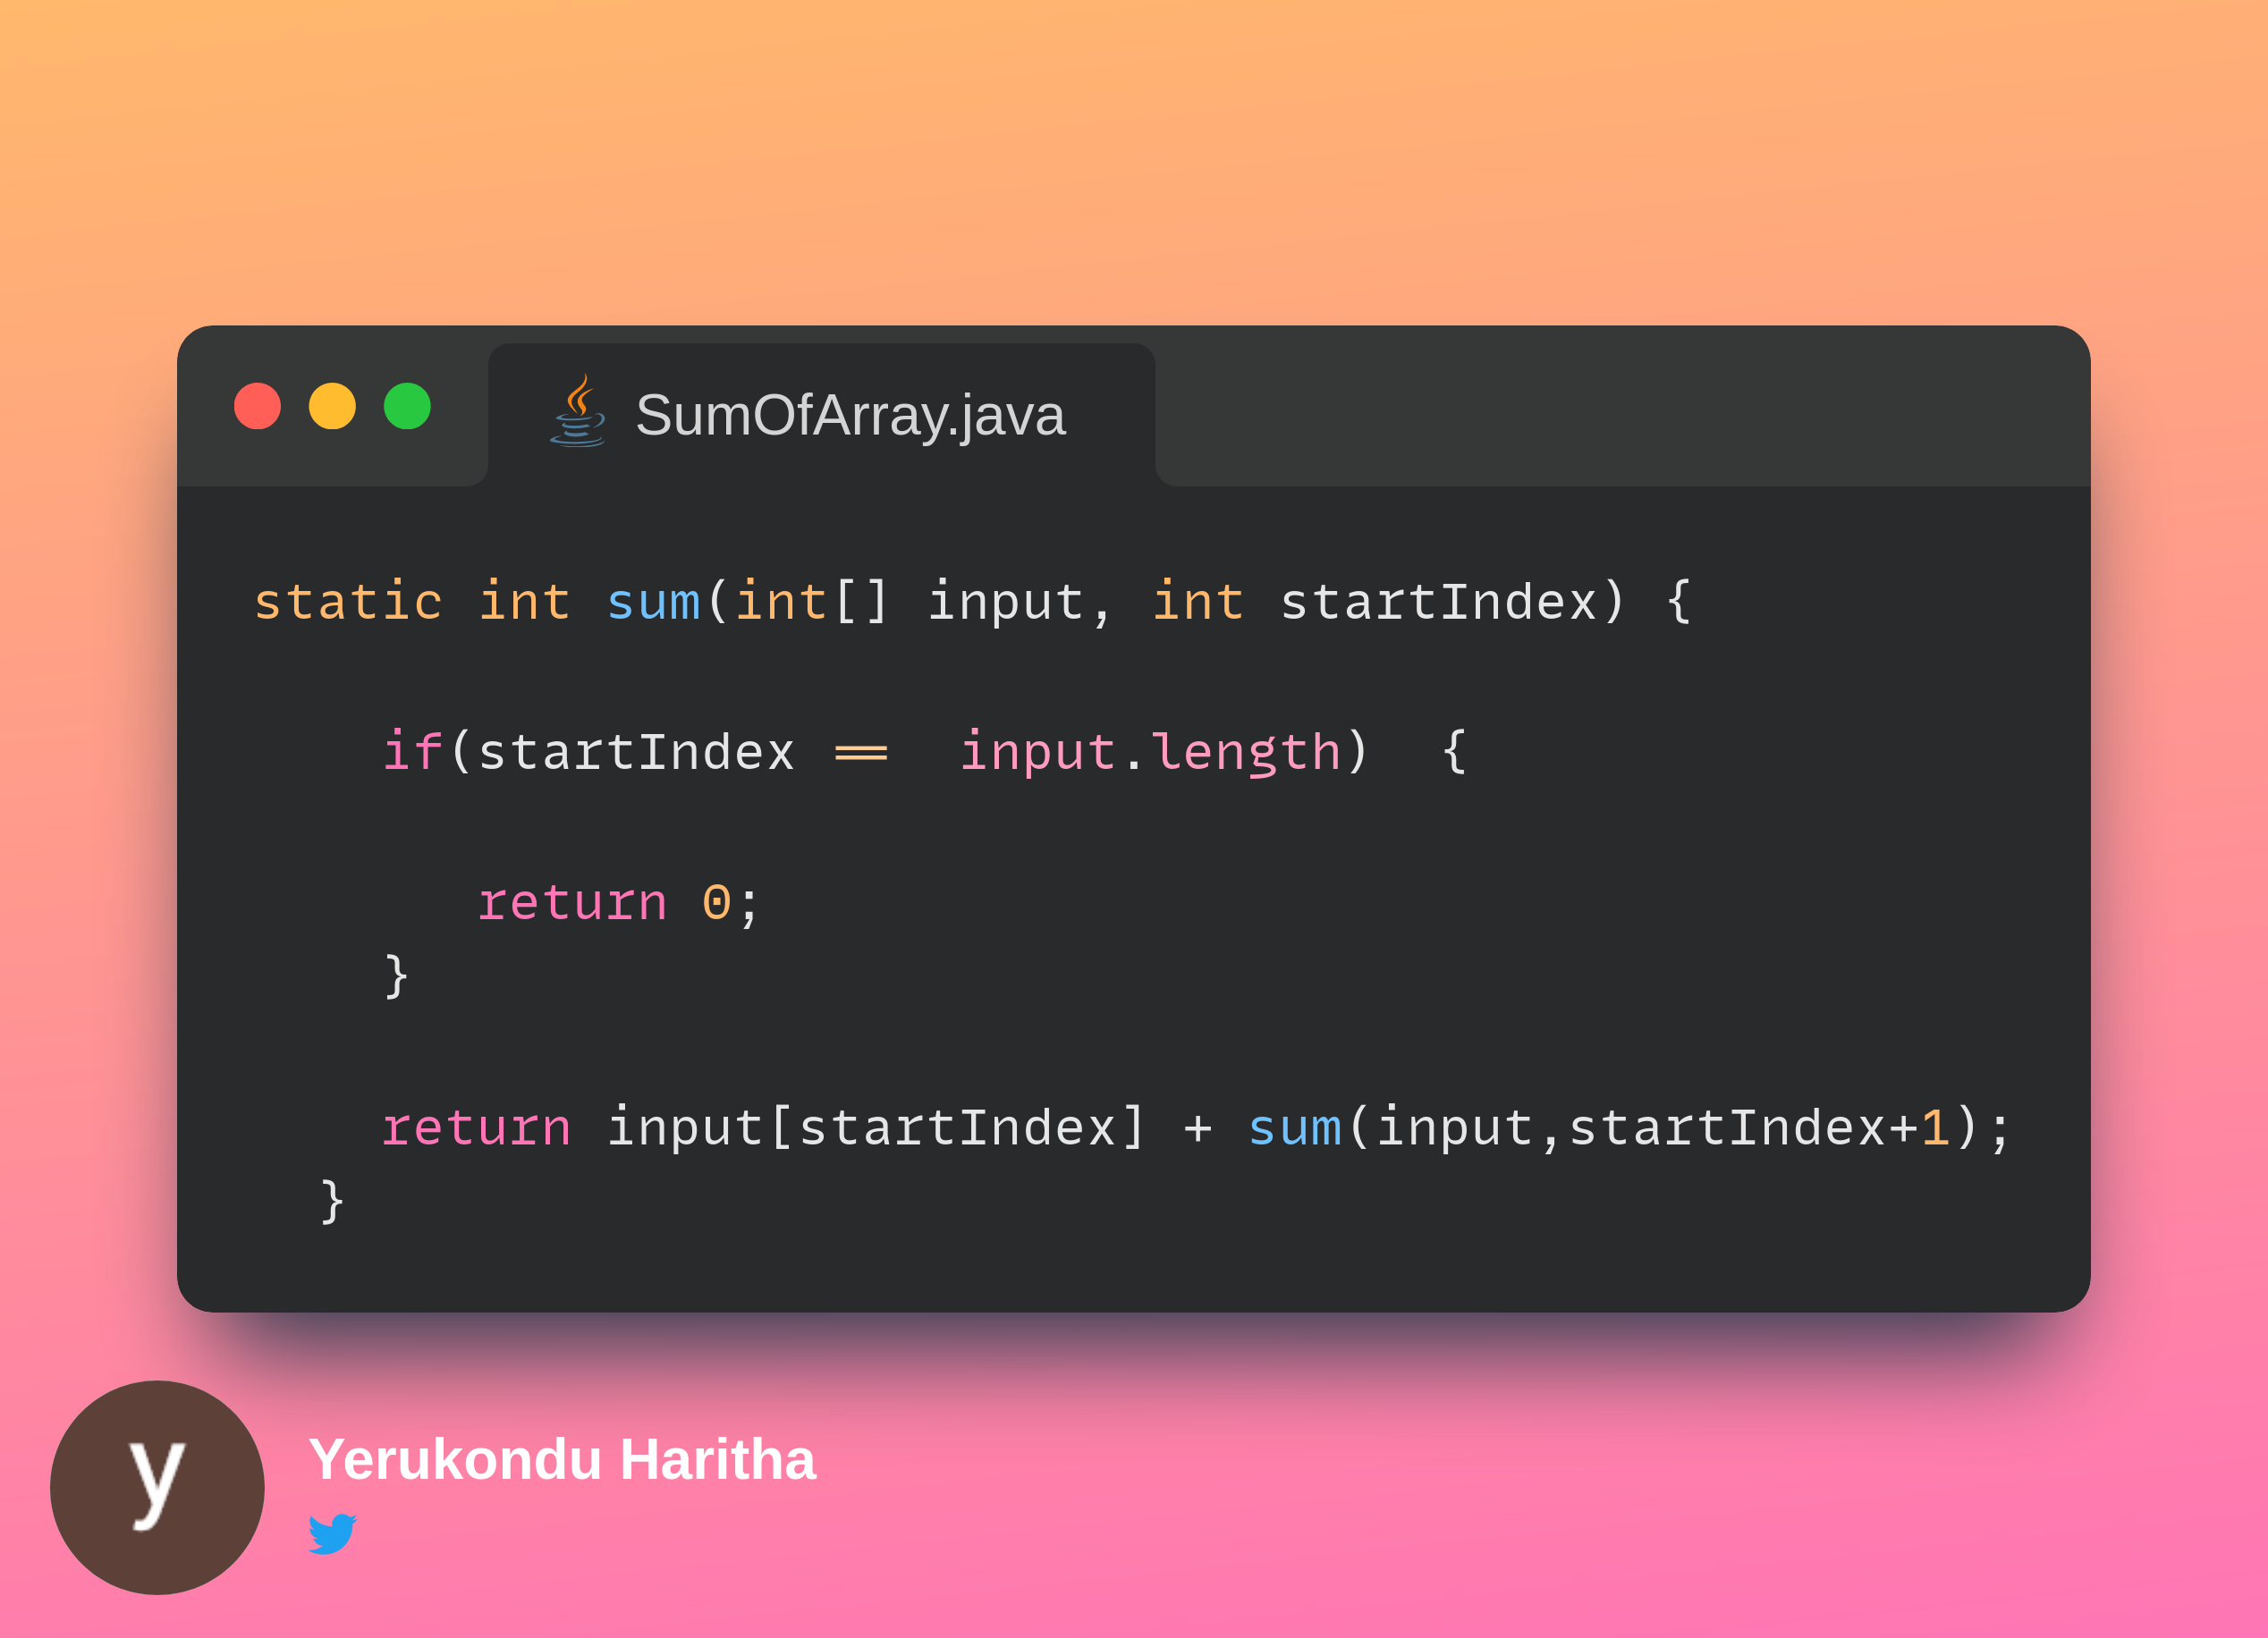 SumOfArray.java
static int sum(int[] input, int startIndex) {
if(startIndex ==  input.length)  {
return 0;
}
return input[startIndex] + sum(input,startIndex+1);
}
y
Yerukondu Haritha